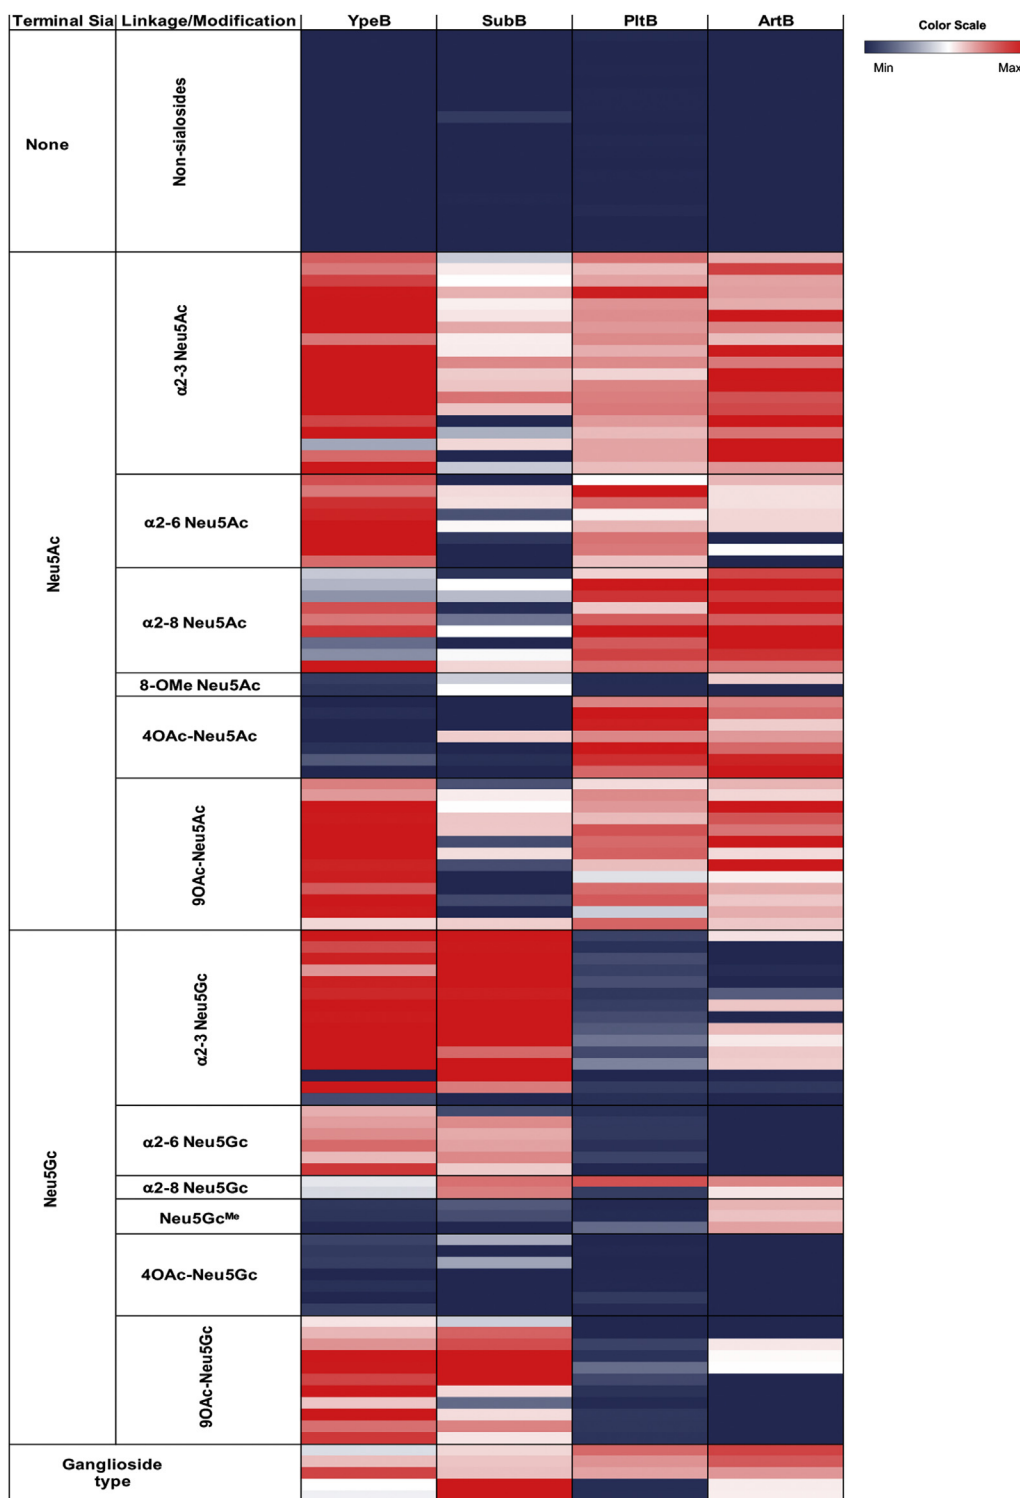 Terminal Sia Linkage/Modification YpeB SubB PltB ArtB
Color Scale
Min Max
None
Non-sialosides
Neu5Ac
α2-3 Neu5Ac
α2-6 Neu5Ac
α2-8 Neu5Ac
8-OMe Neu5Ac
4OAc-Neu5Ac
9OAc-Neu5Ac
Neu5Gc
α2-3 Neu5Gc
α2-6 Neu5Gc
α2-8 Neu5Gc
Neu5Gcᴹᵉ
4OAc-Neu5Gc
9OAc-Neu5Gc
Ganglioside
type